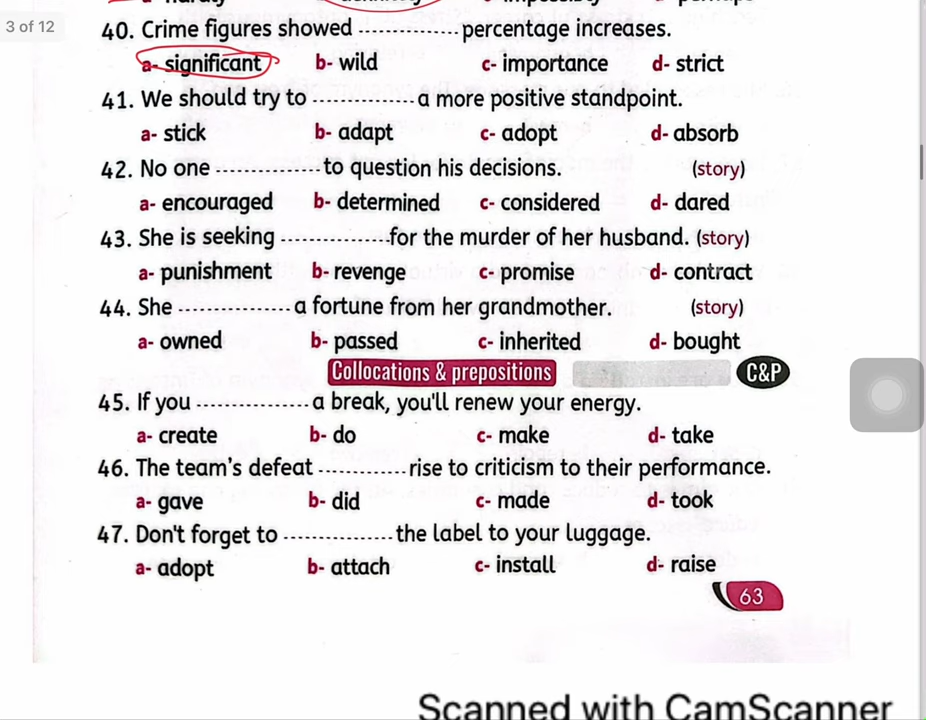 3 of 12
40. Crime figures showed ------------- percentage increases.
a- significant b- wild c- importance d- strict
41. We should try to ------------- a more positive standpoint.
a- stick b- adapt c- adopt d- absorb
42. No one ------------- to question his decisions. (story)
a- encouraged b- determined c- considered d- dared
43. She is seeking -------------for the murder of her husband. (story)
a- punishment b- revenge c- promise d- contract
44. She -------------a fortune from her grandmother. (story)
a- owned b- passed c- inherited d- bought
Collocations & prepositions C&P
45. If you -------------a break, you'll renew your energy.
a- create b- do c- make d- take
46. The team's defeat ------------rise to criticism to their performance.
a- gave b- did c- made d- took
47. Don't forget to -------------the label to your luggage.
a- adopt b- attach c- install d- raise
63
Scanned with CamScanner